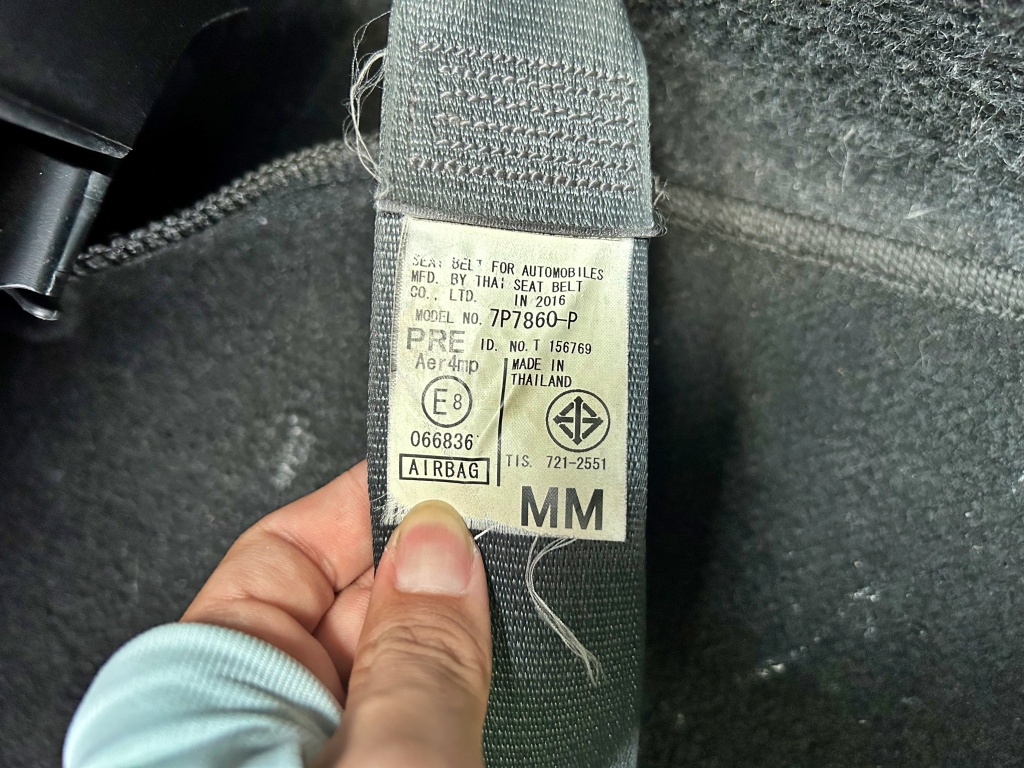 SEAT BELT FOR AUTOMOBILES
MFD. BY THAI SEAT BELT
CO., LTD. IN 2016
MODEL NO. 7P7860-P
PRE ID. NO. T 156769
Aer4mp
MADE IN
THAILAND
E8
066836
AIRBAG
TIS. 721-2551
MM